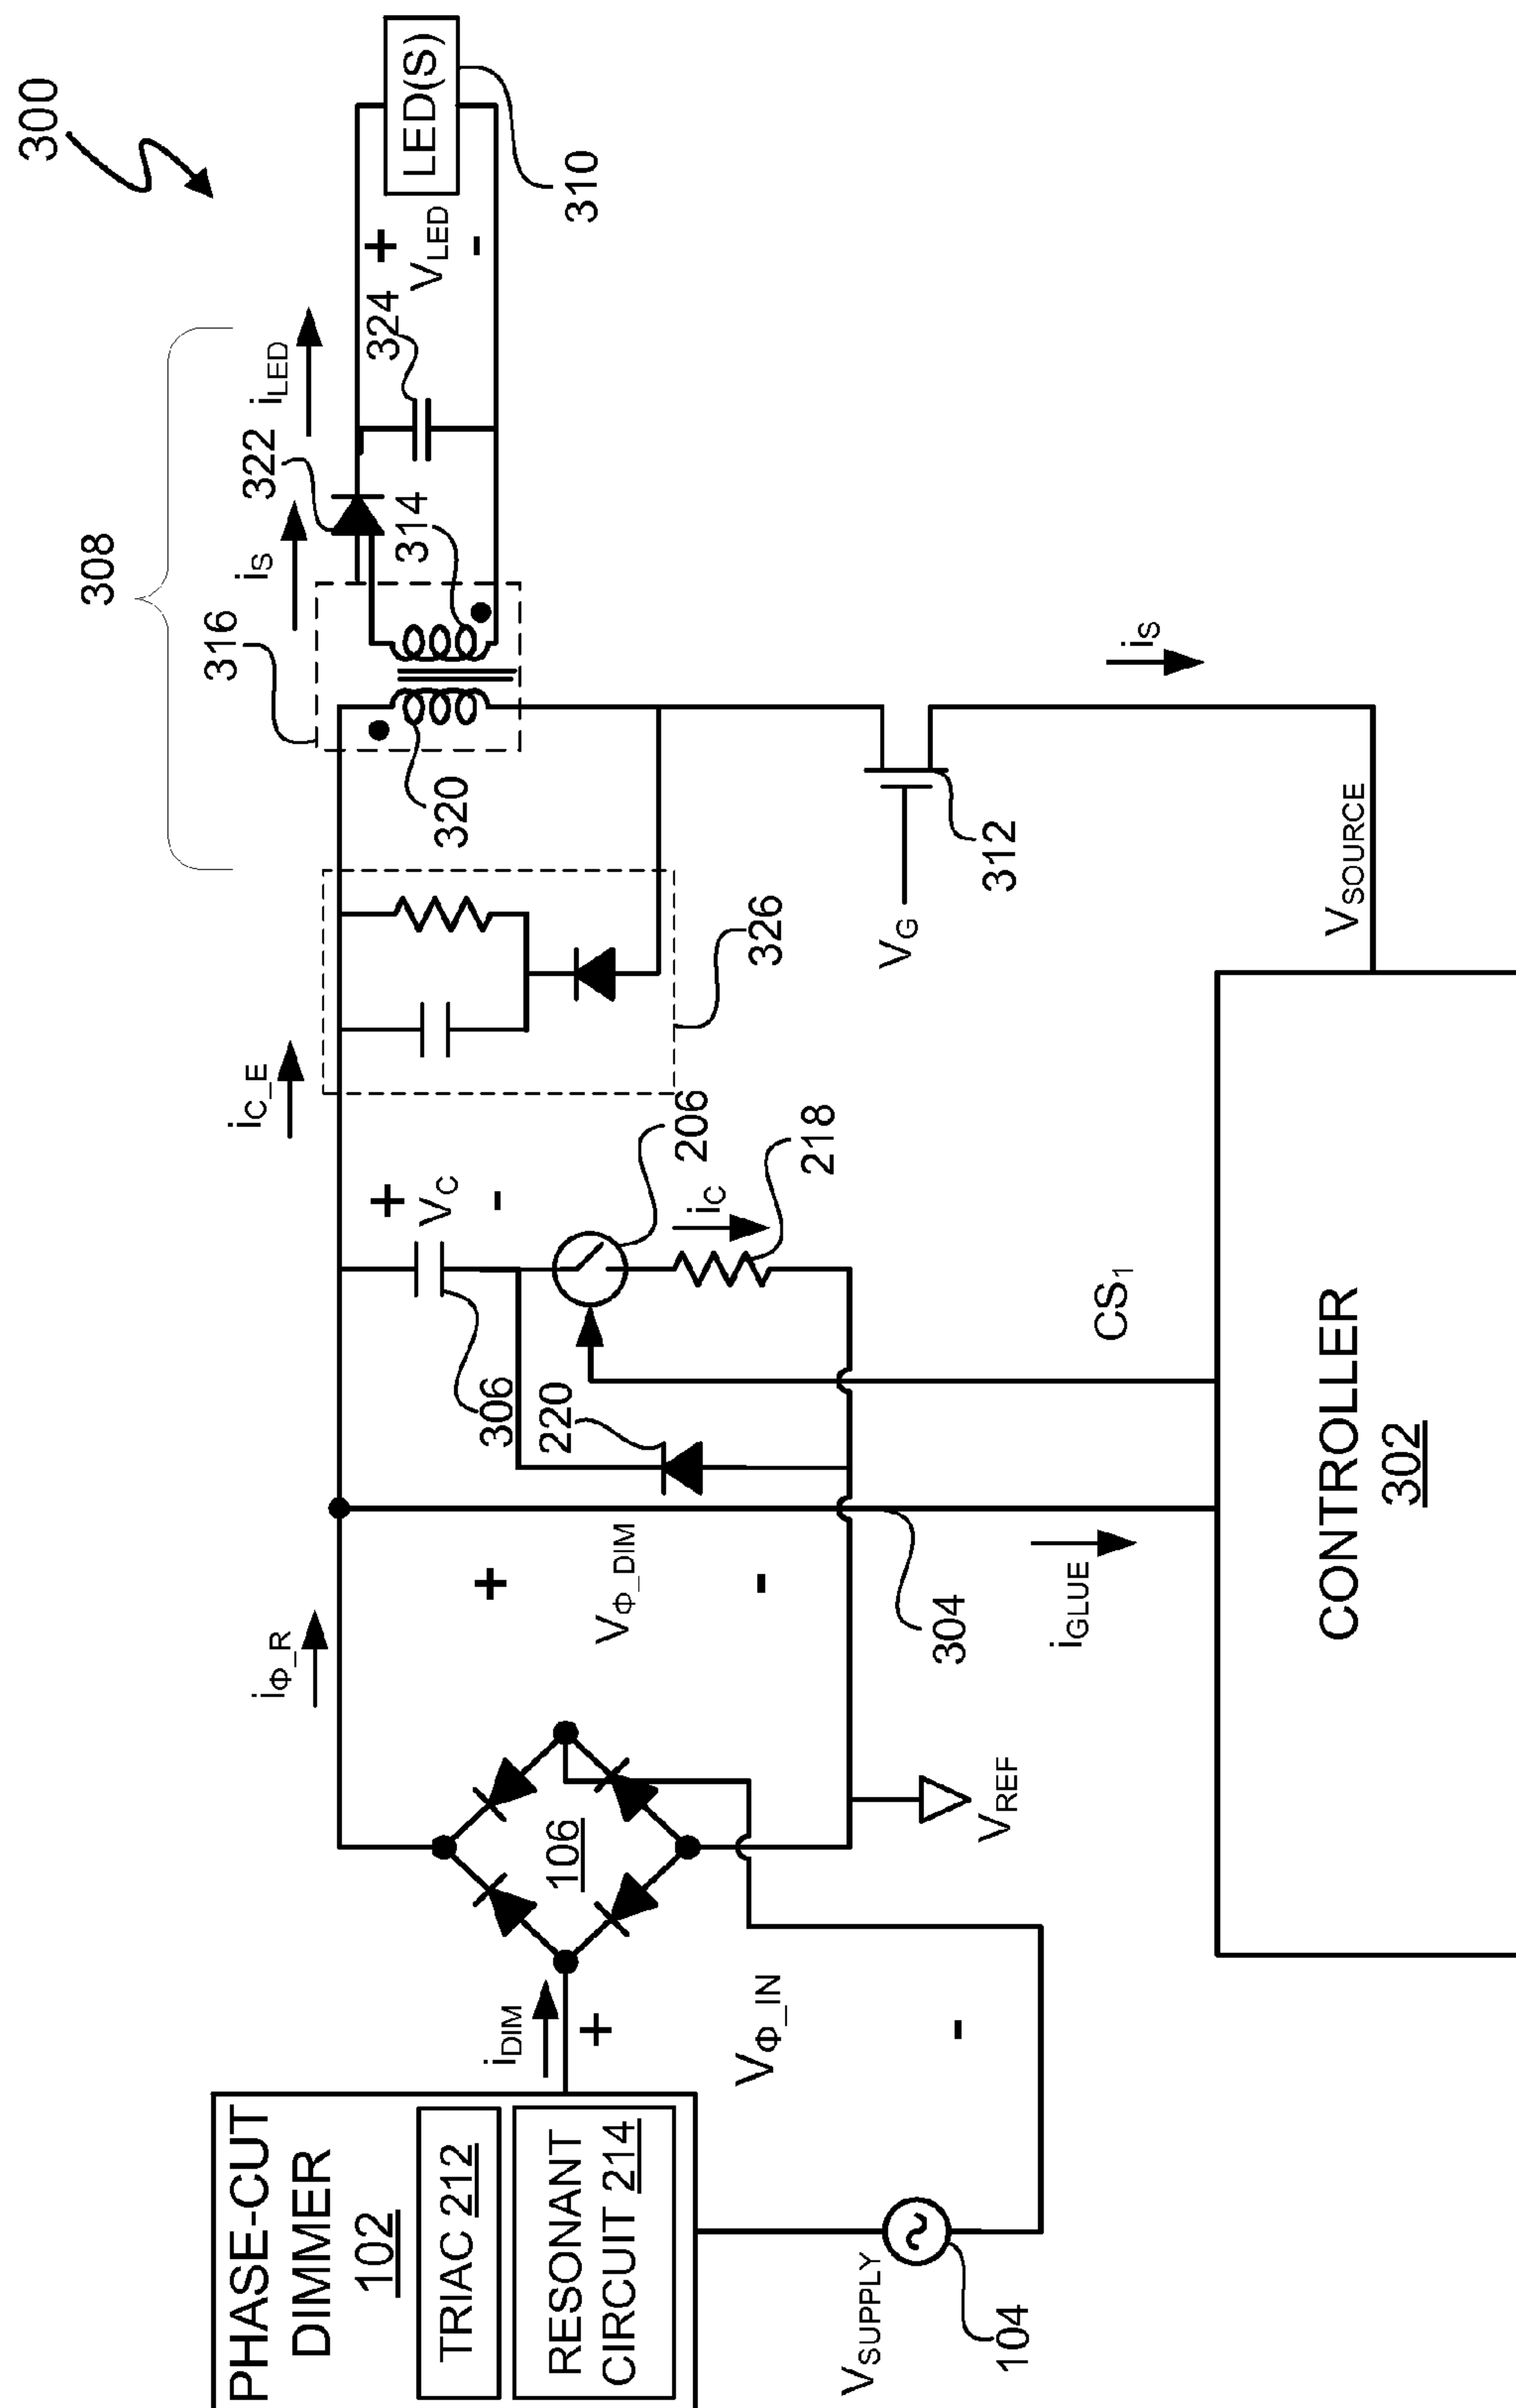 300
308
316
322
iS
iLED
324
+
VLED
-
LED(S)
310
314
320
iC_E
326
VG
312
iS
VSOURCE
+
VC
-
306
206
iC
218
220
CS1
iΦ_R
+
VΦ_DIM
-
304
iGLUE
106
VREF
iDIM
+
VΦ_IN
-
PHASE-CUT
DIMMER
102
TRIAC 212
RESONANT
CIRCUIT 214
VSUPPLY
104
CONTROLLER
302